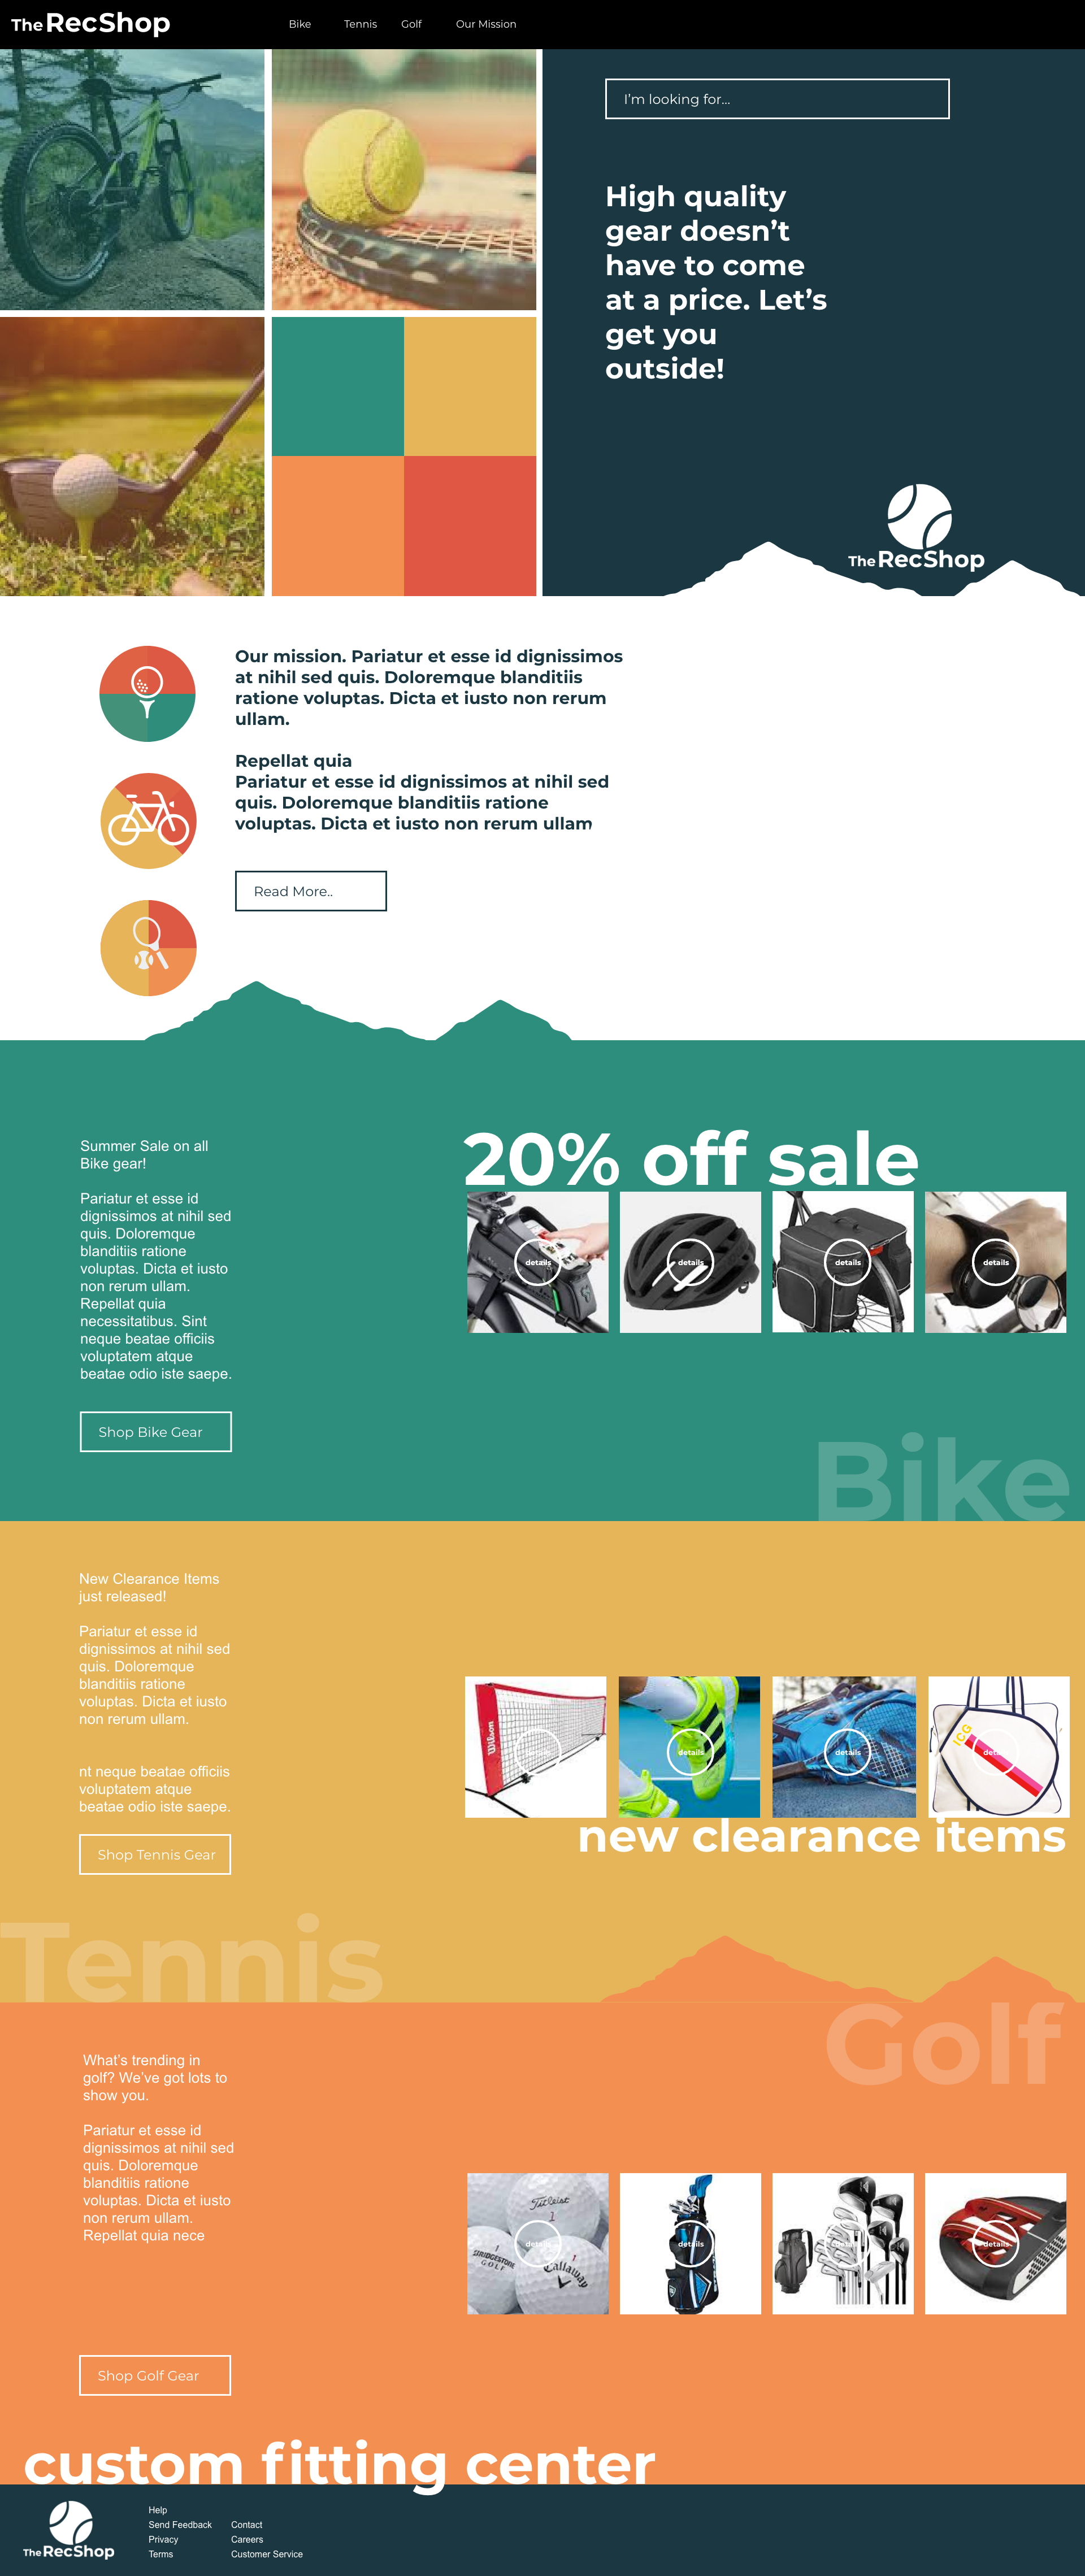 The RecShop
Bike Tennis Golf Our Mission
I'm looking for...
High quality
gear doesn't
have to come
at a price. Let's
get you
outside!
The RecShop
Our mission. Pariatur et esse id dignissimos
at nihil sed quis. Doloremque blanditiis
ratione voluptas. Dicta et iusto non rerum
ullam.
Repellat quia
Pariatur et esse id dignissimos at nihil sed
quis. Doloremque blanditiis ratione
voluptas. Dicta et iusto non rerum ullam
Read More..
Summer Sale on all
Bike gear!
Pariatur et esse id
dignissimos at nihil sed
quis. Doloremque
blanditiis ratione
voluptas. Dicta et iusto
non rerum ullam.
Repellat quia
necessitatibus. Sint
neque beatae officiis
voluptatem atque
beatae odio iste saepe.
Shop Bike Gear
20% off sale
details
details
details
details
Bike
New Clearance Items
just released!
Pariatur et esse id
dignissimos at nihil sed
quis. Doloremque
blanditiis ratione
voluptas. Dicta et iusto
non rerum ullam.
nt neque beatae officiis
voluptatem atque
beatae odio iste saepe.
Shop Tennis Gear
Wilson
details
details
details
ICG
new clearance items
Tennis
Golf
What's trending in
golf? We've got lots to
show you.
Pariatur et esse id
dignissimos at nihil sed
quis. Doloremque
blanditiis ratione
voluptas. Dicta et iusto
non rerum ullam.
Repellat quia nece
Shop Golf Gear
Titleist
1
BRIDGESTONE
GOLF
Callaway
details
details
details
details
custom fitting center
The RecShop
Help
Send Feedback
Privacy
Terms
Contact
Careers
Customer Service